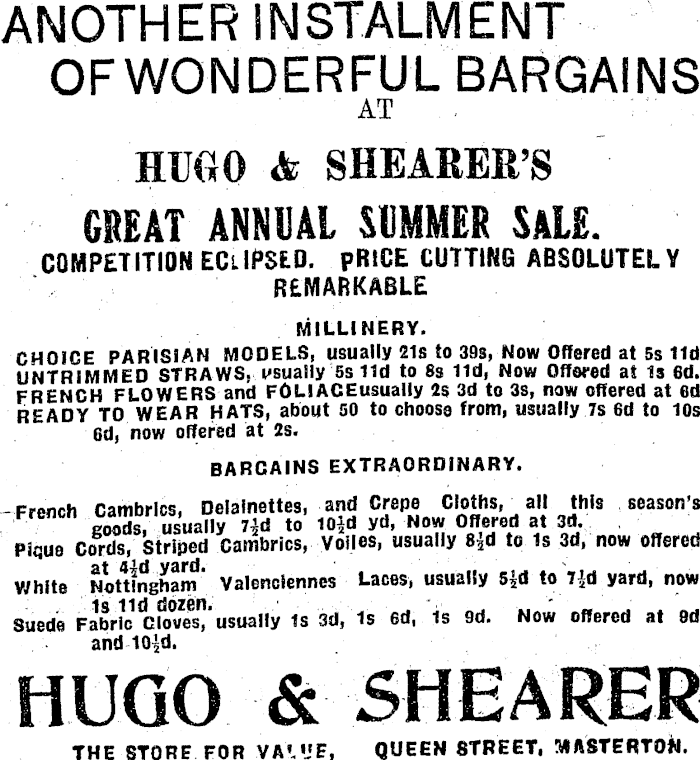 ANOTHER INSTALMENT
OF WONDERFUL BARGAINS
AT
HUGO & SHEARER'S
GREAT ANNUAL SUMMER SALE.
COMPETITION ECLIPSED. PRICE CUTTING ABSOLUTELY
REMARKABLE
MILLINERY.
CHOICE PARISIAN MODELS, usually 21s to 39s, Now Offered at 5s 11d
UNTRIMMED STRAWS, usually 5s 11d to 8s 11d, Now Offered at 1s 6d.
FRENCH FLOWERS and FOLIAGE usually 2s 3d to 3s, now offered at 6d
READY TO WEAR HATS, about 50 to choose from, usually 7s 6d to 10s
6d, now offered at 2s.
BARGAINS EXTRAORDINARY.
French Cambrics, Delainettes, and Crepe Cloths, all this season's
goods, usually 7½d to 10½d yd, Now Offered at 3d.
Pique Cords, Striped Cambrics, Voiles, usually 8½d to 1s 3d, now offered
at 4½d yard.
White Nottingham Valenciennes Laces, usually 5½d to 7½d yard, now
1s 11d dozen.
Suede Fabric Gloves, usually 1s 3d, 1s 6d, 1s 9d. Now offered at 9d
and 10½d.
HUGO & SHEARER
THE STORE FOR VALUE, QUEEN STREET, MASTERTON.